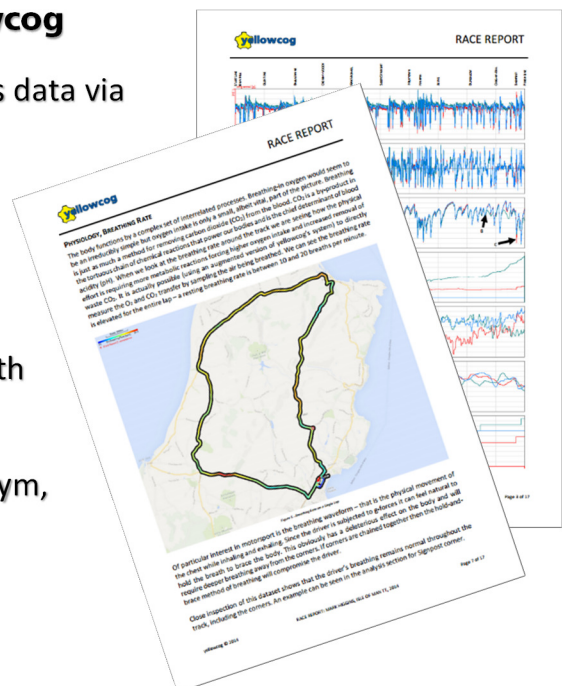 vcog
s data via
th
ym,
yellowcog
RACE REPORT
Page 3 of 17
yellowcog
RACE REPORT
PHYSIOLOGY, BREATHING RATE
The body functions by a complex set of interrelated processes. Breathing-in oxygen would seem to
be an irreducibly simple but oxygen intake is only a small, albeit vital, part of the picture. Breathing
is just as much a method for removing carbon dioxide (CO₂) from the blood. CO₂ is a by-product in
the tortuous chain of chemical reactions that power our bodies and is the chief determinant of blood
acidity (pH). When we look at the breathing rate around the track we are seeing how the physical
effort is requiring more metabolic reactions forcing higher oxygen intake and increased removal of
waste CO₂. It is actually possible (using an augmented version of yellowcog's system) to directly
measure the O₂ and CO₂ transfer by sampling the air being breathed. We can see the breathing rate
is elevated for the entire lap – a resting breathing rate is between 10 and 20 breaths per minute.
Of particular interest in motorsport is the breathing waveform – that is the physical movement of
the chest while inhaling and exhaling. Since the driver is subjected to g-forces it can feel natural to
hold the breath to brace the body. This obviously has a deleterious effect on the body and will
require deeper breathing away from the corners. If corners are chained together then the hold-and-
brace method of breathing will compromise the driver.
Close inspection of this dataset shows that the driver's breathing remains normal throughout the
track, including the corners. An example can be seen in the analysis section for Signpost corner.
Page 7 of 17
RACE REPORT: MARK HIGGINS, ISLE OF MAN TT, 2014
yellowcog © 2014